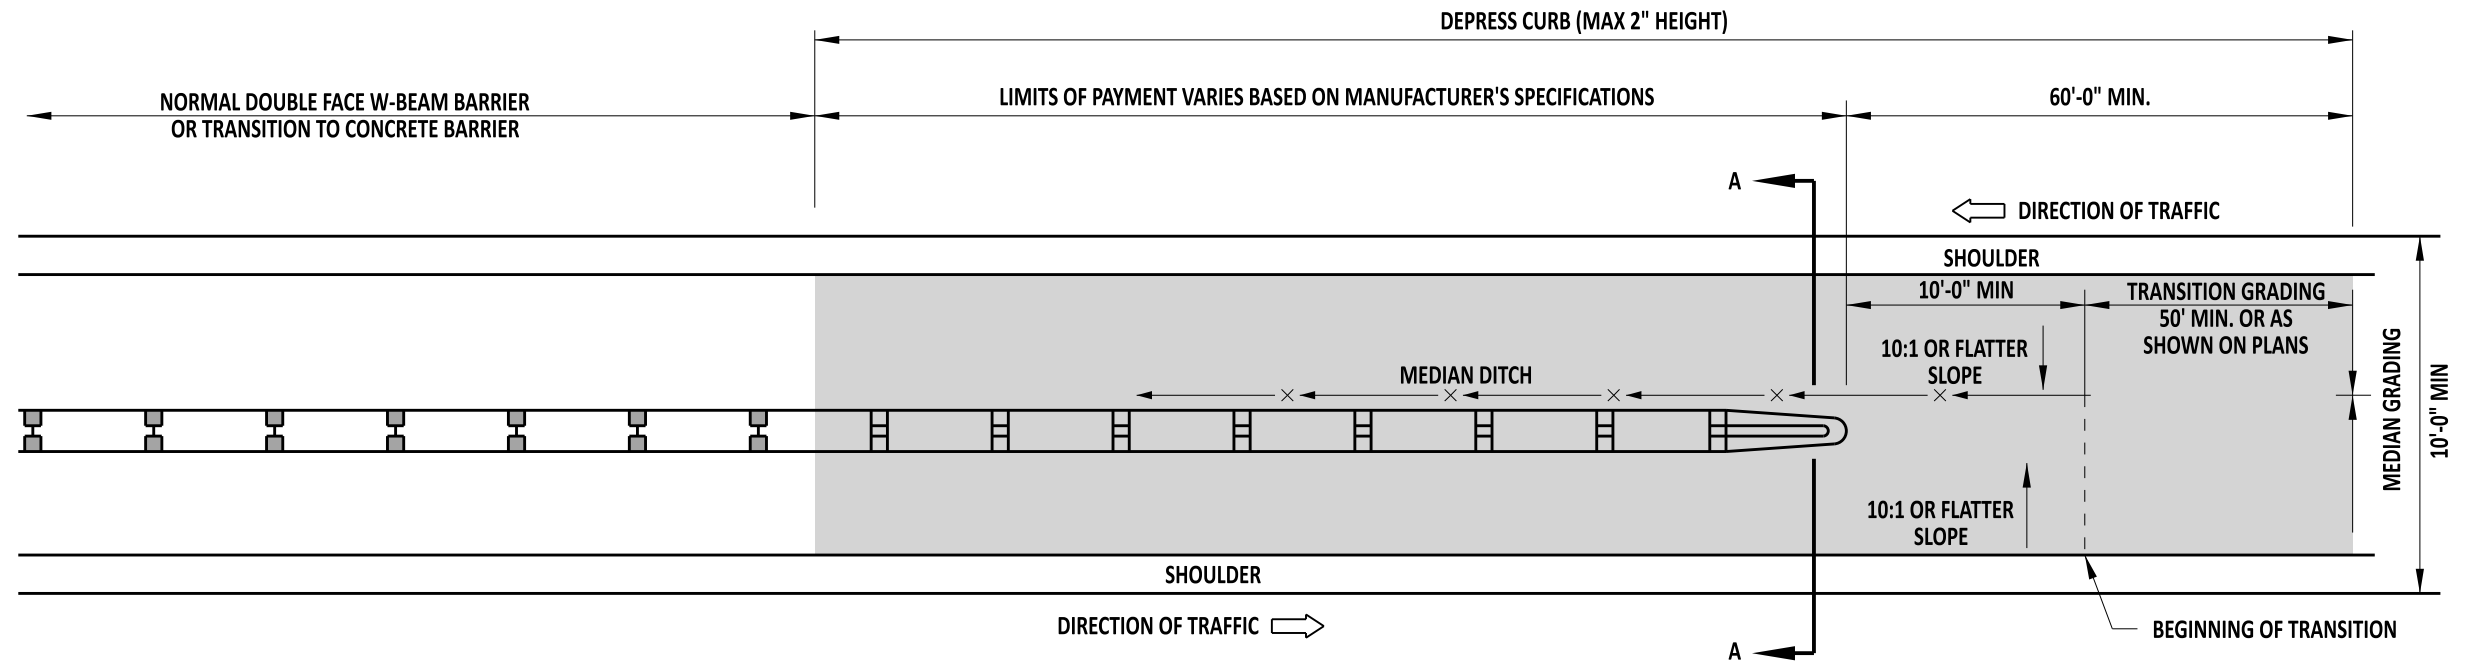 DEPRESS CURB (MAX 2" HEIGHT)
NORMAL DOUBLE FACE W-BEAM BARRIER
OR TRANSITION TO CONCRETE BARRIER
LIMITS OF PAYMENT VARIES BASED ON MANUFACTURER'S SPECIFICATIONS
60'-0" MIN.
A
DIRECTION OF TRAFFIC
SHOULDER
10'-0" MIN
TRANSITION GRADING
50' MIN. OR AS
SHOWN ON PLANS
10:1 OR FLATTER
SLOPE
MEDIAN DITCH
MEDIAN GRADING
10'-0" MIN
10:1 OR FLATTER
SLOPE
SHOULDER
DIRECTION OF TRAFFIC
A
BEGINNING OF TRANSITION